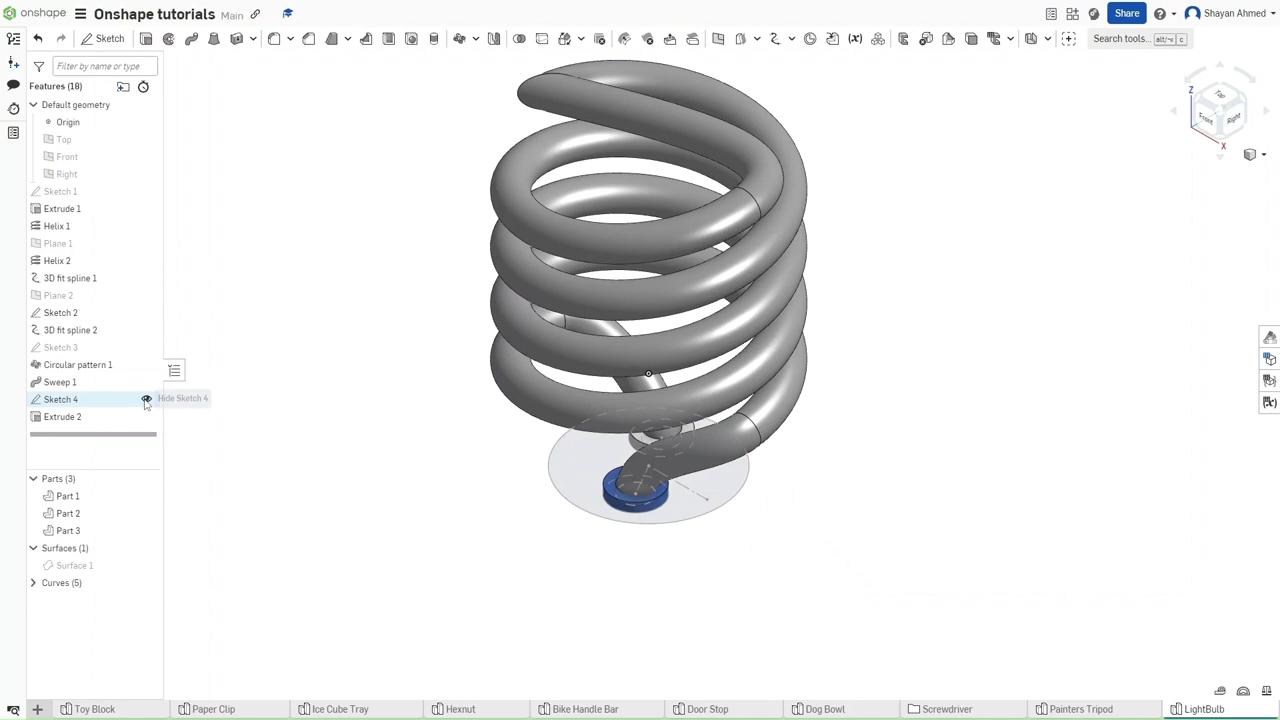 onshape
Onshape tutorials
Main
Share
Shayan Ahmed
Sketch
Search tools...
alt/⌥
c
Filter by name or type
Features (18)
Default geometry
Origin
Top
Front
Right
Sketch 1
Extrude 1
Helix 1
Plane 1
Helix 2
3D fit spline 1
Plane 2
Sketch 2
3D fit spline 2
Sketch 3
Circular pattern 1
Sweep 1
Sketch 4
Hide Sketch 4
Extrude 2
Parts (3)
Part 1
Part 2
Part 3
Surfaces (1)
Surface 1
Curves (5)
Z
Top
Front
Right
X
Toy Block
Paper Clip
Ice Cube Tray
Hexnut
Bike Handle Bar
Door Stop
Dog Bowl
Screwdriver
Painters Tripod
LightBulb